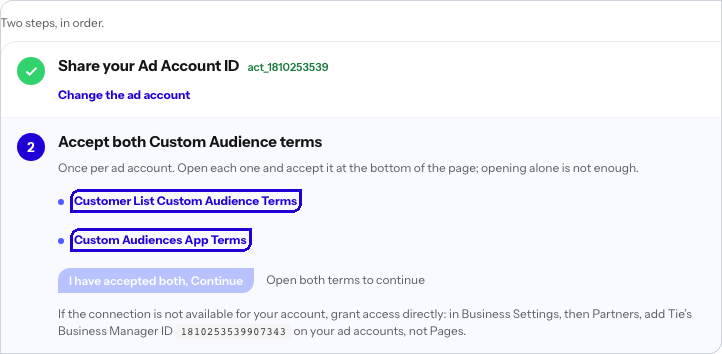 Two steps, in order.
Share your Ad Account ID act_1810253539
Change the ad account
2
Accept both Custom Audience terms
Once per ad account. Open each one and accept it at the bottom of the page; opening alone is not enough.
Customer List Custom Audience Terms
Custom Audiences App Terms
I have accepted both, Continue Open both terms to continue
If the connection is not available for your account, grant access directly: in Business Settings, then Partners, add Tie's
Business Manager ID 1810253539907343 on your ad accounts, not Pages.